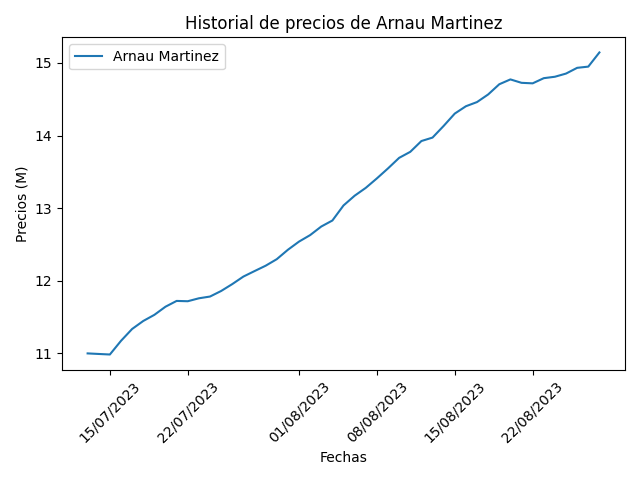 Historial de precios de Arnau Martinez
Arnau Martinez
Precios (M)
15
14
13
12
11
15/07/2023
22/07/2023
01/08/2023
08/08/2023
15/08/2023
22/08/2023
Fechas